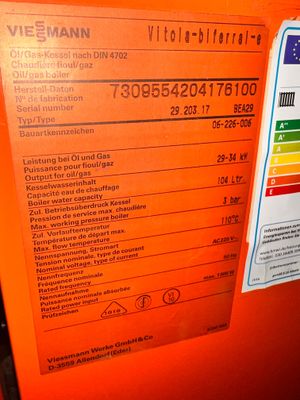 VIESMANN
Vitola-biferral-e
Öl/Gas-Kessel nach DIN 4702
Chaudière fioul/gaz
Oil/gas boiler
Herstell-Daten
N° de fabrication
Serial number
7309554204176100
29.203.17 BEA29
Typ/Type
06-226-006
Bauartkennzeichen
Leistung bei Öl und Gas
Puissance pour fioul/gaz
Output for oil/gas
29-34 kW
Kesselwasserinhalt
Capacité eau de chauffage
Boiler water capacity
104 Ltr.
Zul. Betriebsüberdruck Kessel
Pression de service max. chaudière
Max. working pressure boiler
3 bar
Zul. Vorlauftemperatur
Température de départ max.
Max. flow temperature
110°C
Nennspannung, Stromart
Tension nominale, type de courant
Nominal voltage, type of current
AC220V~
Nennfrequenz
Fréquence nominale
Rated frequency
50 Hz
Nennaufnahme
Puissance nominale absorbée
Rated power input
max.
Prüfzeichen
Viessmann Werke GmbH & Co
D-3559 Allendorf (Eder)
A++
A+
A
B
C
D
E